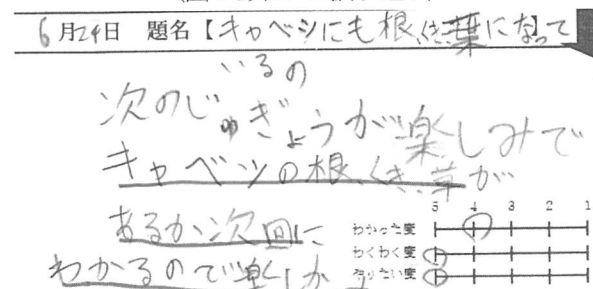 6月24日 題名【キャベツにも根、くき、葉になって
いるの
次のじゅぎょうが楽しみで
キャベツの根、くき、草が
あるか次回に
わかるので楽しか
5 4 3 2 1
わかった度
わくわく度
やりたい度